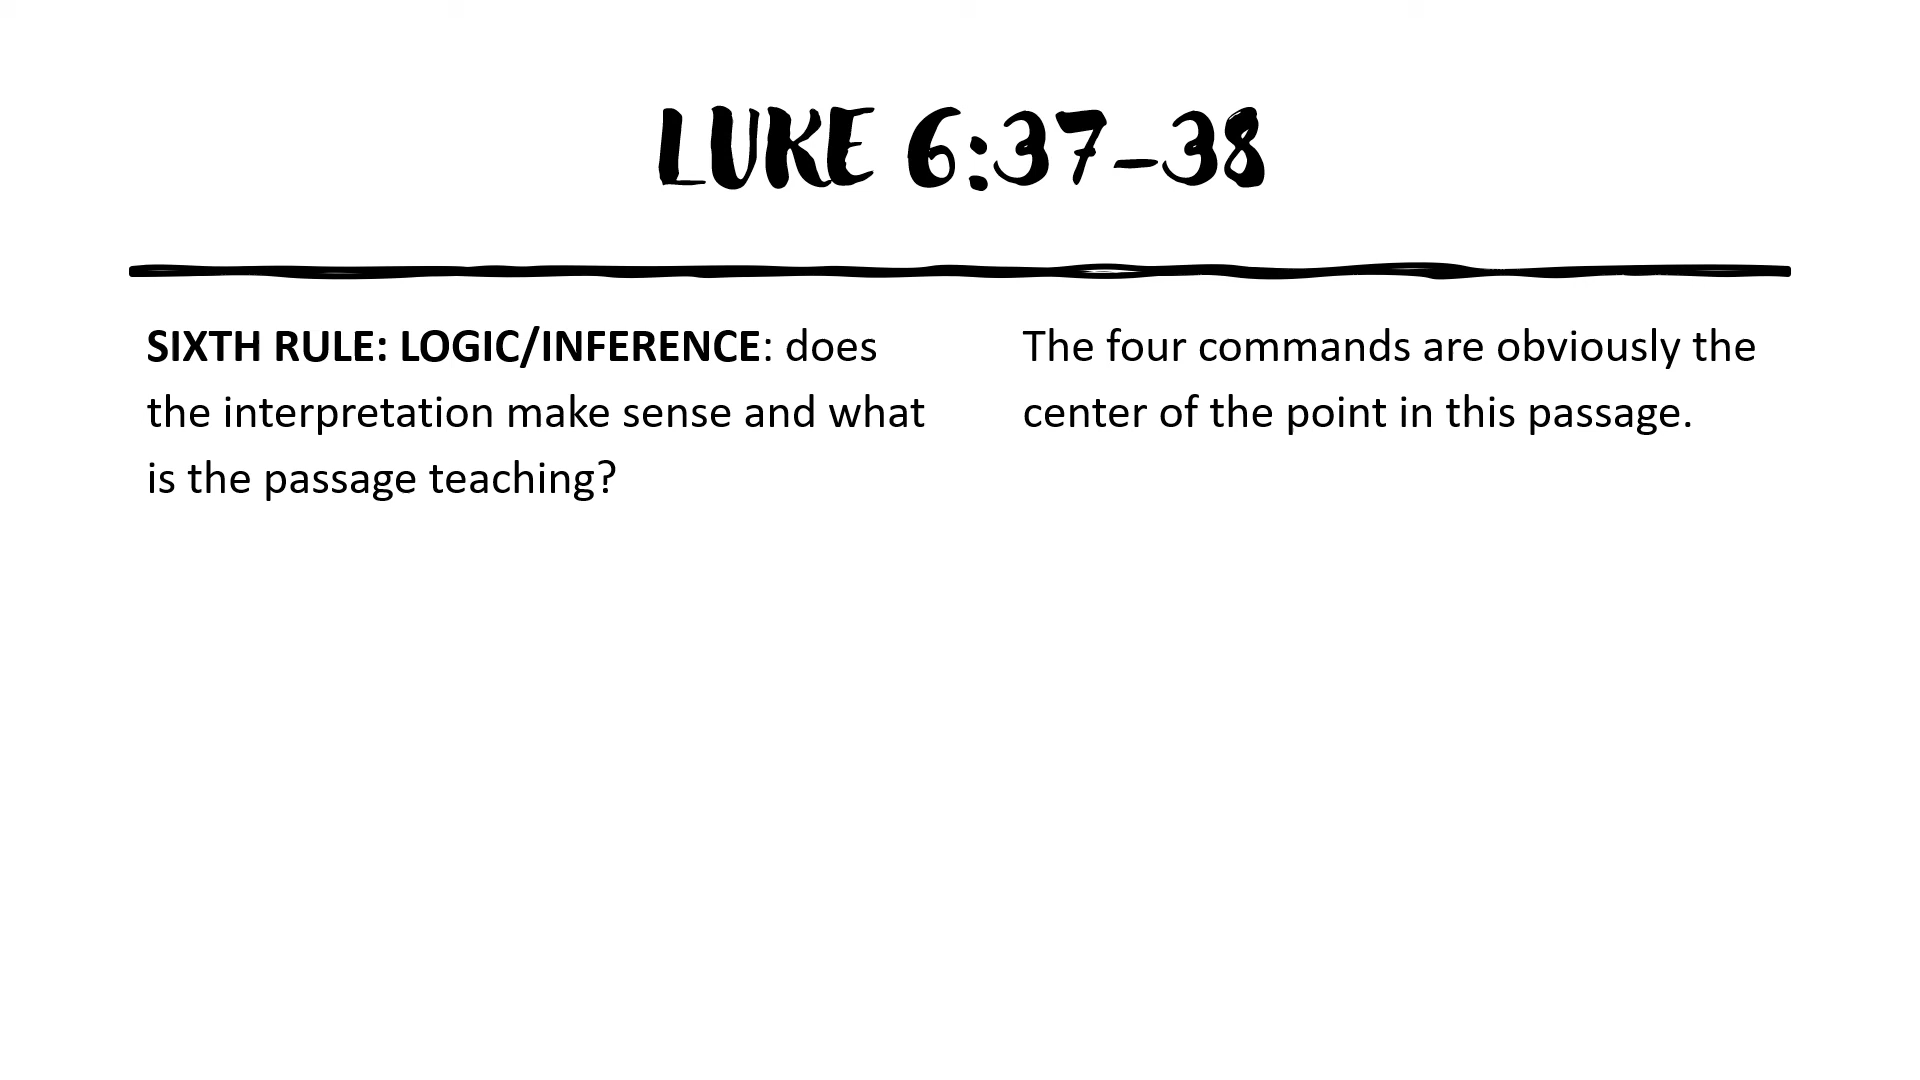 LUKE 6:37-38
SIXTH RULE: LOGIC/INFERENCE: does
the interpretation make sense and what
is the passage teaching?
The four commands are obviously the
center of the point in this passage.